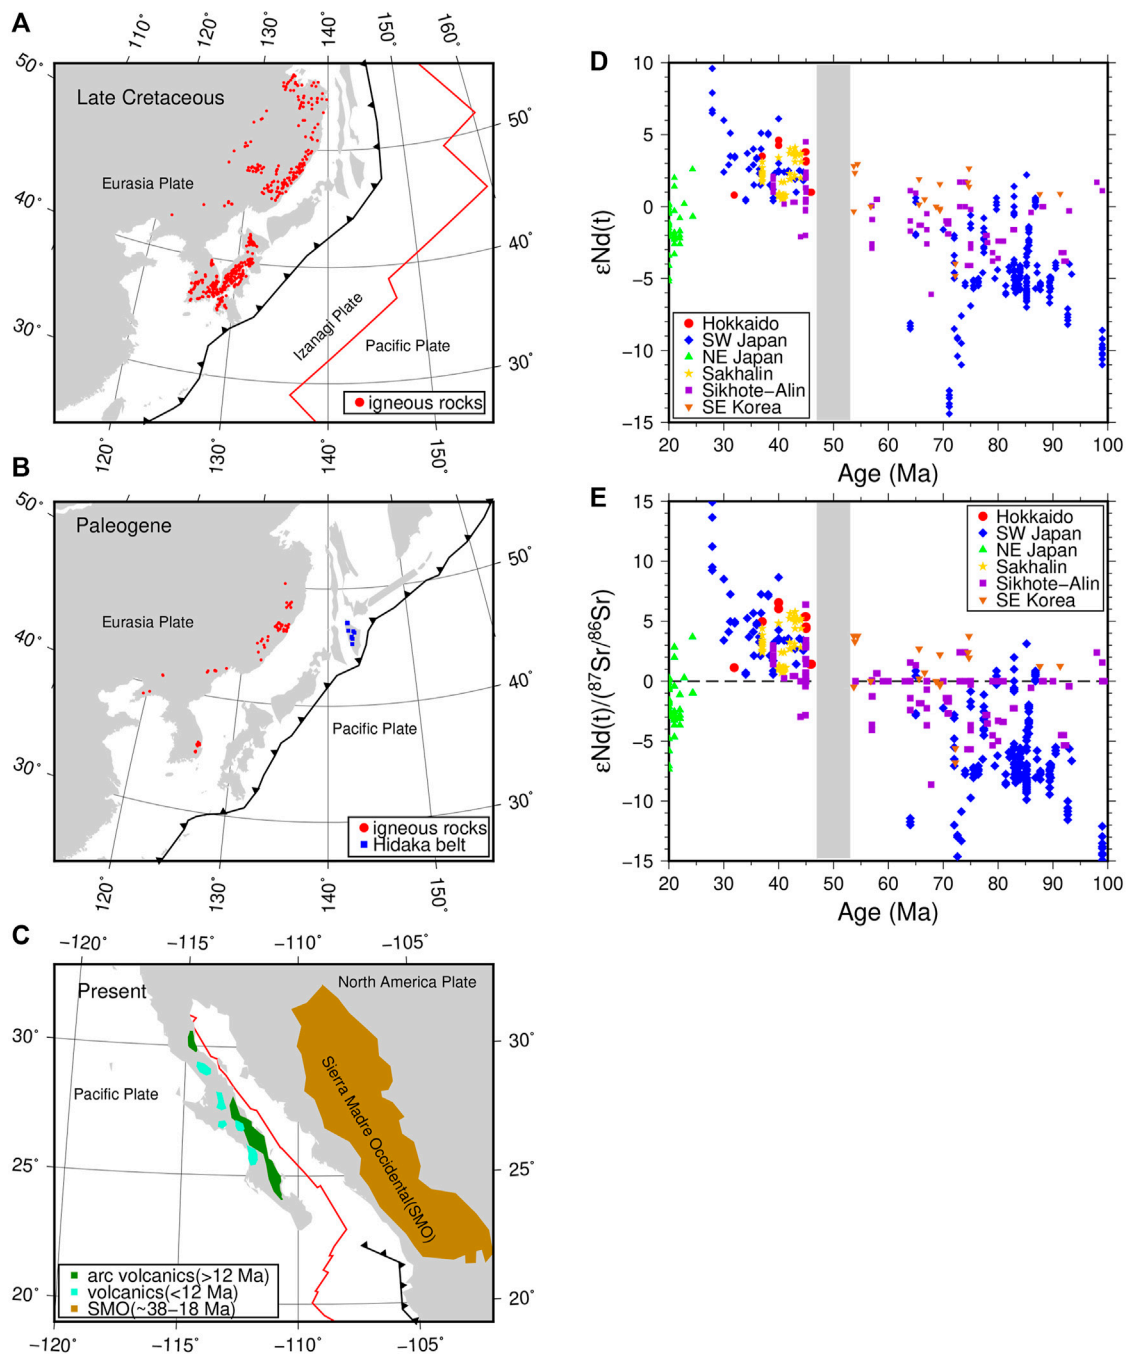 A
110°
120°
130°
140°
150°
160°
50°
Late Cretaceous
50°
Eurasia Plate
40°
40°
Izanagi Plate
Pacific Plate
30°
30°
igneous rocks
120°
130°
140°
150°
B
50°
Paleogene
50°
Eurasia Plate
40°
40°
Pacific Plate
30°
30°
igneous rocks
Hidaka belt
120°
130°
140°
150°
C
−120°
−115°
−110°
−105°
Present
North America Plate
30°
30°
Pacific Plate
Sierra Madre Occidental(SMO)
25°
25°
arc volcanics(>12 Ma)
volcanics(<12 Ma)
SMO(~38−18 Ma)
20°
20°
−120°
−115°
−110°
−105°
D
10
5
0
−5
−10
−15
εNd(t)
Hokkaido
SW Japan
NE Japan
Sakhalin
Sikhote−Alin
SE Korea
20 30 40 50 60 70 80 90 100
Age (Ma)
E
15
10
5
0
−5
−10
−15
εNd(t)/(87Sr/86Sr)
Hokkaido
SW Japan
NE Japan
Sakhalin
Sikhote−Alin
SE Korea
20 30 40 50 60 70 80 90 100
Age (Ma)